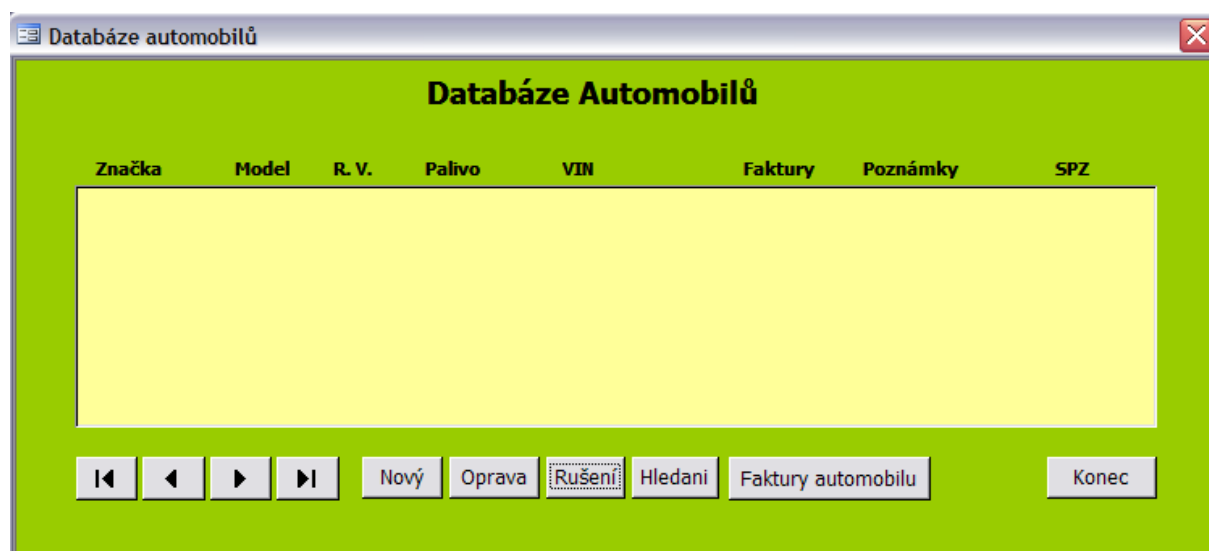 Databáze automobilů
Databáze Automobilů
Značka Model R. V. Palivo VIN Faktury Poznámky SPZ
Nový Oprava Rušení Hledani Faktury automobilu Konec